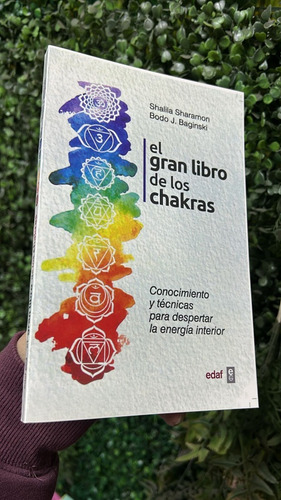 Shalila Sharamon
Bodo J. Baginski
el
gran libro
de los
chakras
Conocimiento
y técnicas
para despertar
la energía interior
edaf